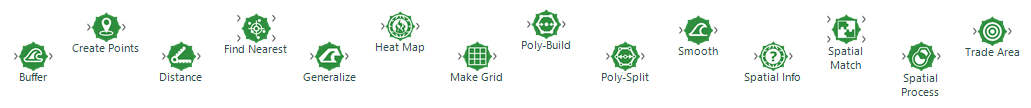 Buffer
Create Points
Distance
Find Nearest
Generalize
Heat Map
Make Grid
Poly-Build
Poly-Split
Smooth
Spatial Info
Spatial
Match
Spatial
Process
Trade Area